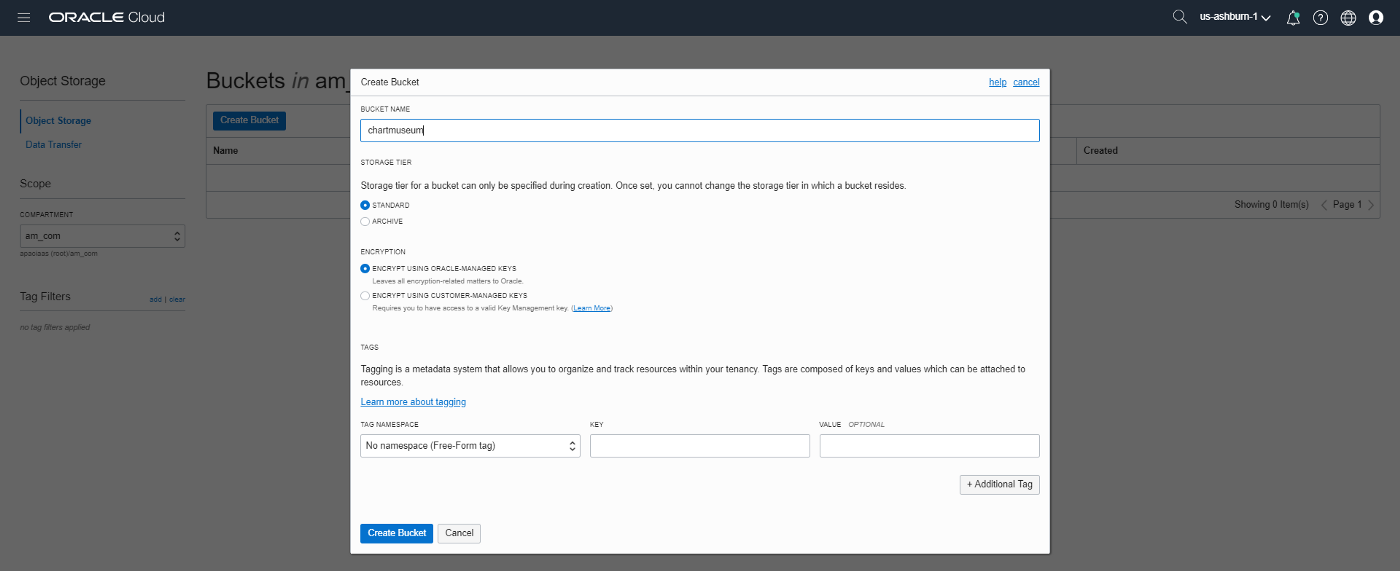 ORACLE Cloud
us-ashburn-1
Object Storage
Object Storage
Data Transfer
Scope
COMPARTMENT
am_com
apaciaas (root)/am_com
Tag Filters
add | clear
no tag filters applied
Buckets in am_
Create Bucket
Name
Created
Showing 0 Item(s)
Page 1
Create Bucket
help
cancel
BUCKET NAME
chartmuseum
STORAGE TIER
Storage tier for a bucket can only be specified during creation. Once set, you cannot change the storage tier in which a bucket resides.
STANDARD
ARCHIVE
ENCRYPTION
ENCRYPT USING ORACLE-MANAGED KEYS
Leaves all encryption-related matters to Oracle.
ENCRYPT USING CUSTOMER-MANAGED KEYS
Requires you to have access to a valid Key Management key. (Learn More)
TAGS
Tagging is a metadata system that allows you to organize and track resources within your tenancy. Tags are composed of keys and values which can be attached to
resources.
Learn more about tagging
TAG NAMESPACE
KEY
VALUE OPTIONAL
No namespace (Free-Form tag)
+ Additional Tag
Create Bucket
Cancel